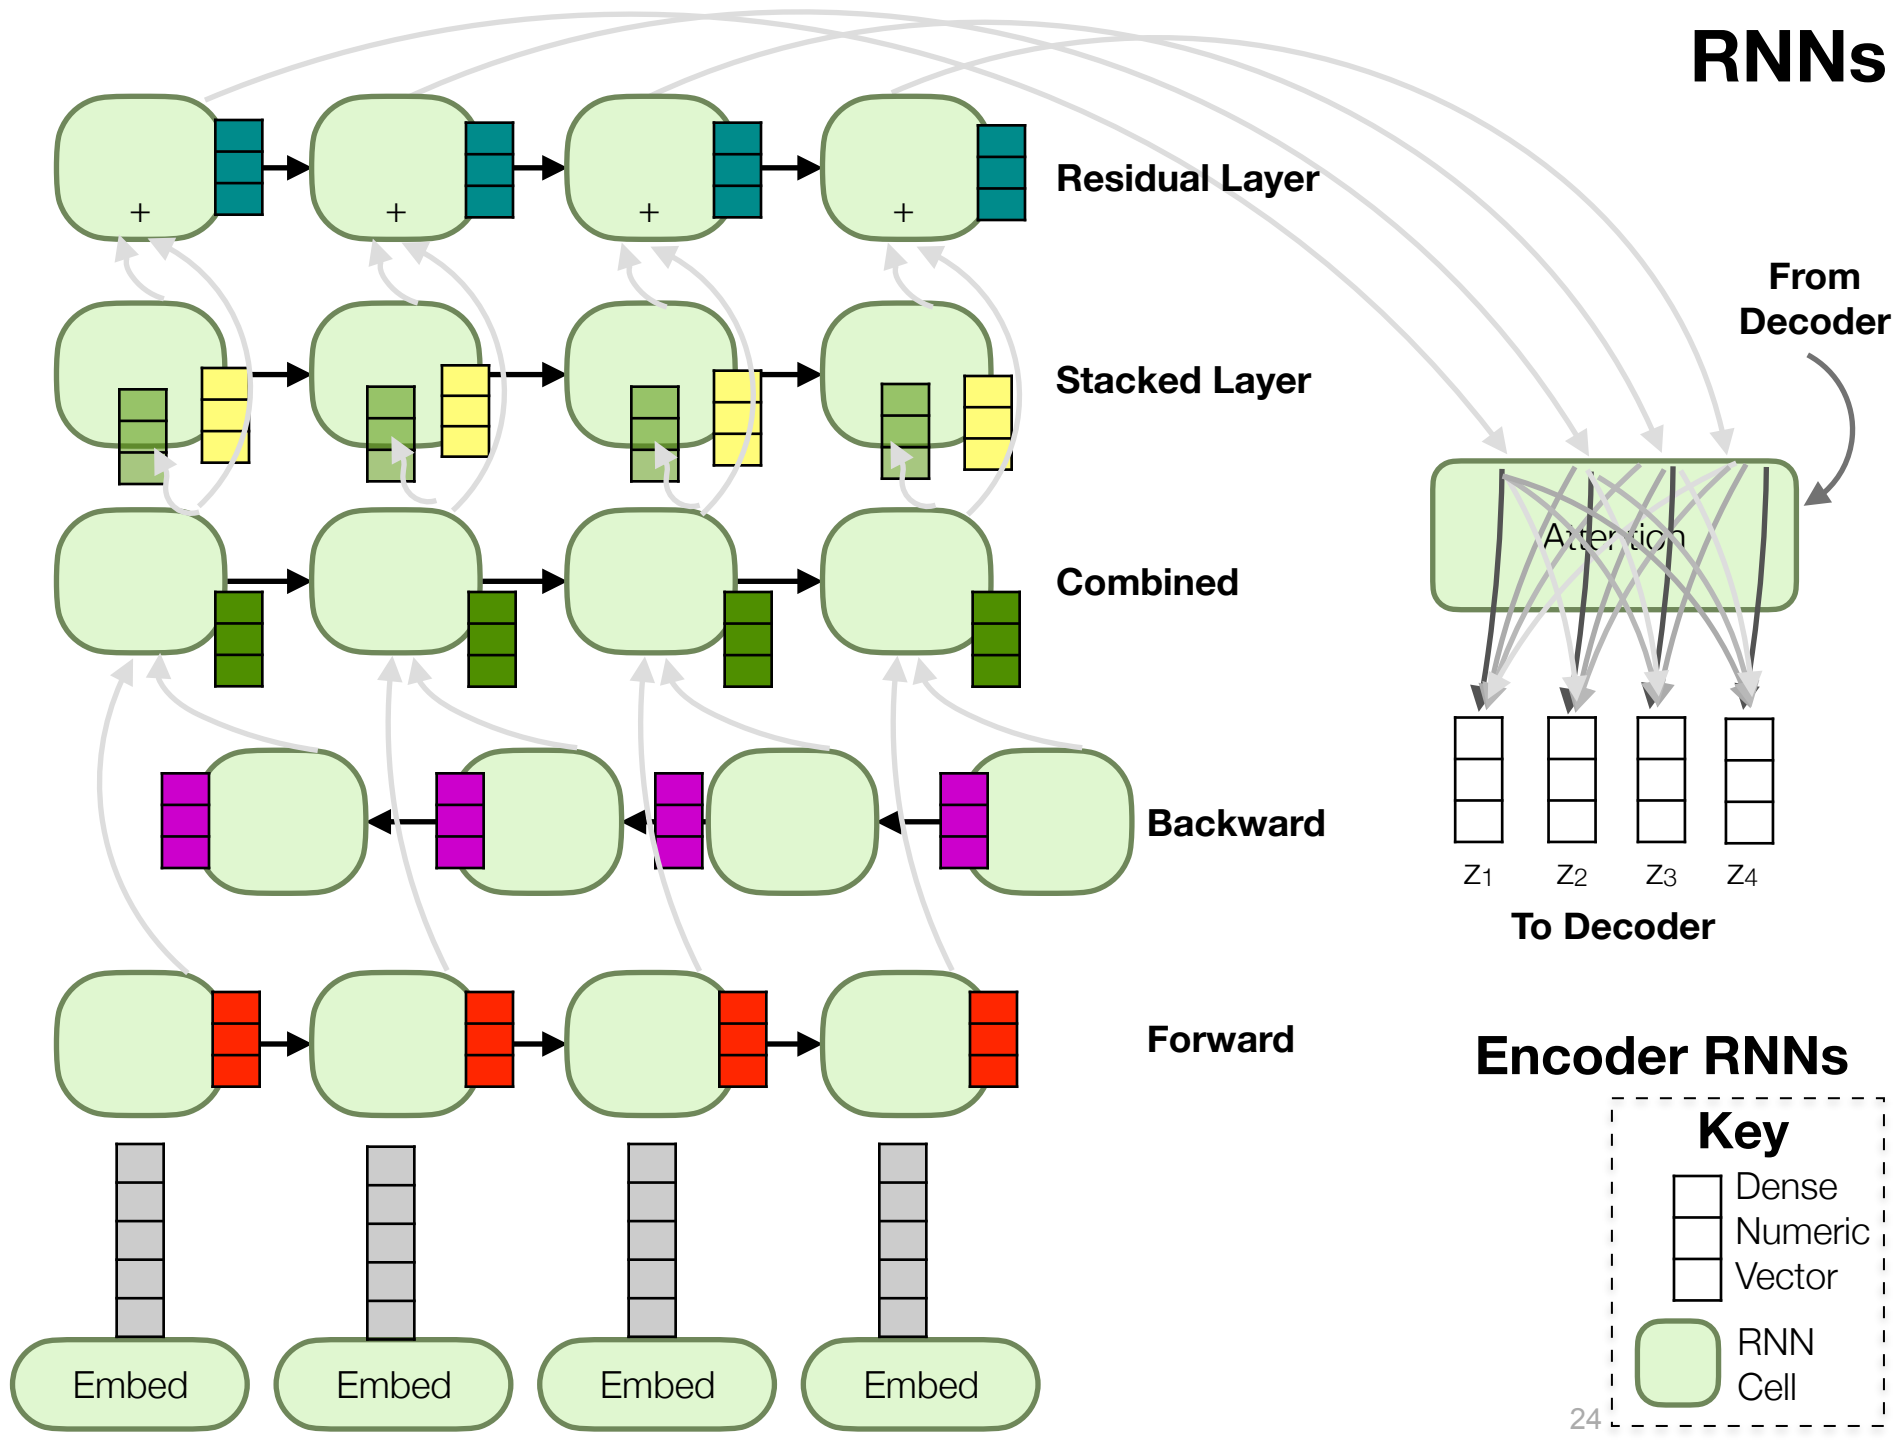 RNNs
+ + + +
Residual Layer
From
Decoder
Stacked Layer
Attention
Combined
Backward
z1 z2 z3 z4
To Decoder
Forward
Encoder RNNs
Key
Dense
Numeric
Vector
RNN
Cell
Embed Embed Embed Embed
24